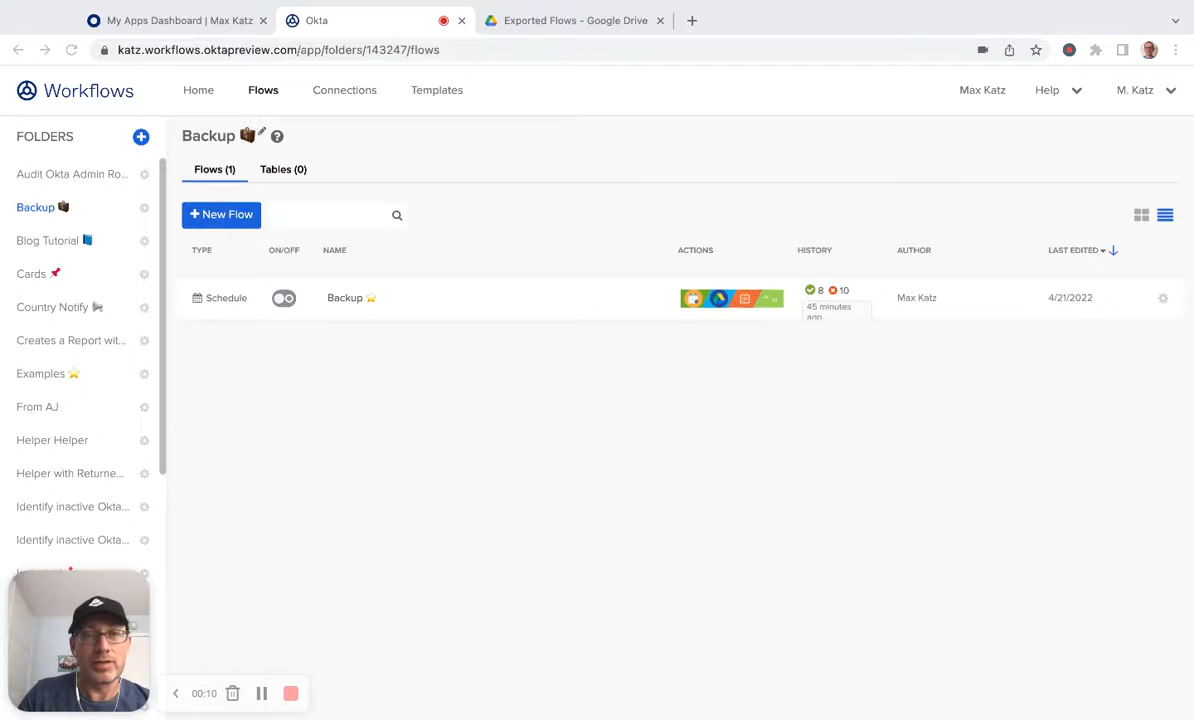 My Apps Dashboard | Max Katz
Okta
Exported Flows - Google Drive
katz.workflows.oktapreview.com/app/folders/143247/flows
Workflows
Home
Flows
Connections
Templates
Max Katz
Help
M. Katz
FOLDERS
Audit Okta Admin Ro...
Backup
Blog Tutorial
Cards
Country Notify
Creates a Report wit...
Examples
From AJ
Helper Helper
Helper with Returne...
Identify inactive Okta...
Identify inactive Okta...
Backup
Flows (1)
Tables (0)
+ New Flow
TYPE
ON/OFF
NAME
ACTIONS
HISTORY
AUTHOR
LAST EDITED
Schedule
Backup
8
10
45 minutes
ago
Max Katz
4/21/2022
00:10